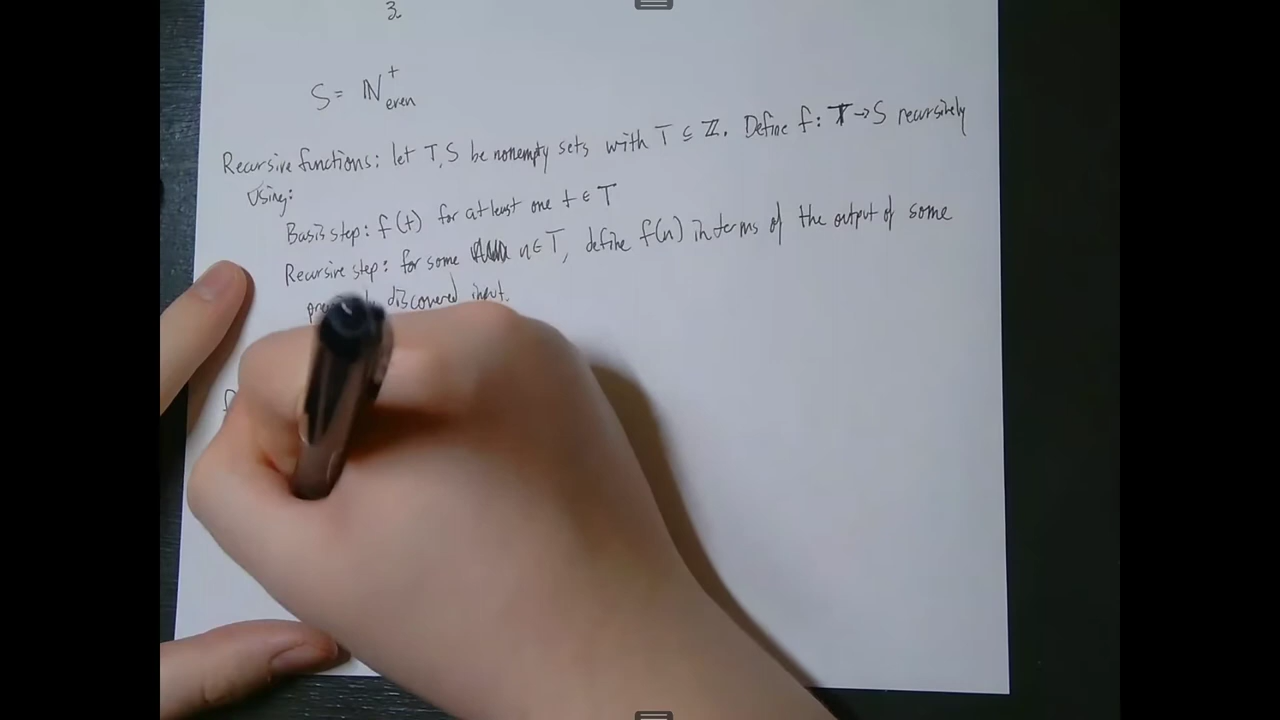 3
S = ℕ⁺even
Recursive functions: let T, S be nonempty sets with T ⊆ ℤ. Define f: T → S recursively
Using:
Basis step: f(t) for at least one t ∈ T
Recursive step: for some n ∈ T, define f(n) in terms of the output of some
discovered input.